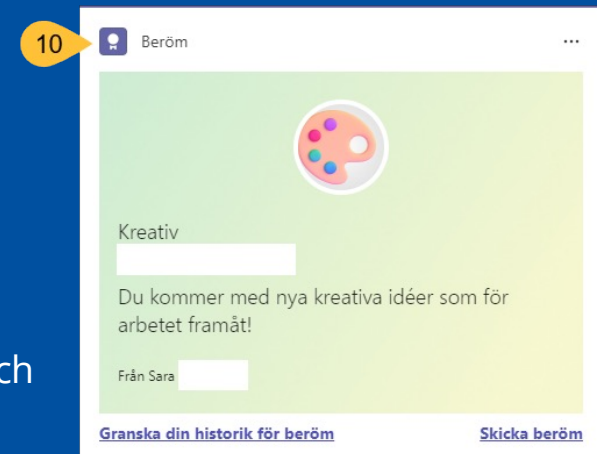 10
Beröm
...
Kreativ
Du kommer med nya kreativa idéer som för
arbetet framåt!
ch
Från Sara
Granska din historik för beröm Skicka beröm